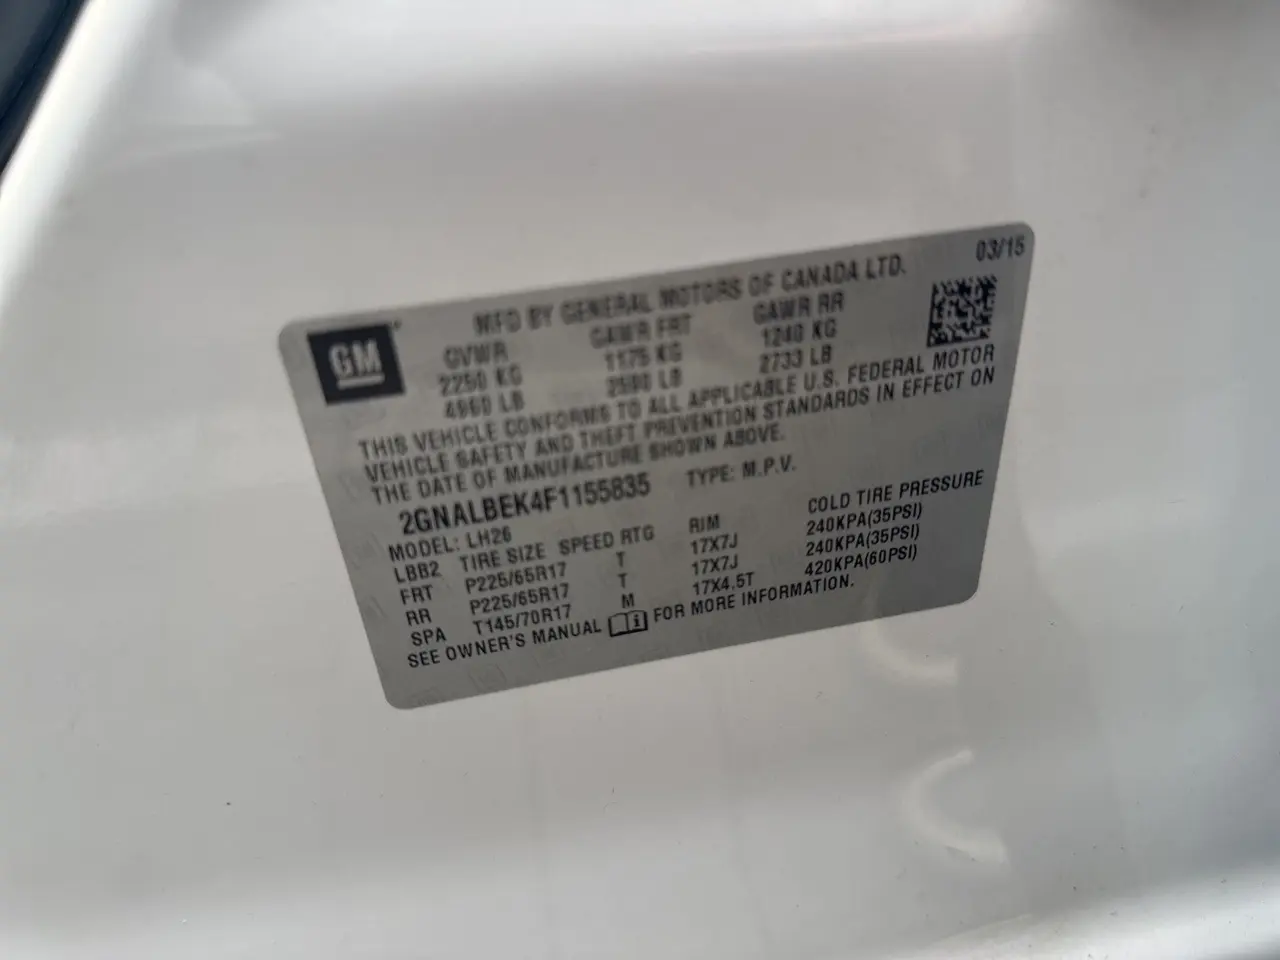 03/15
MFD BY GENERAL MOTORS OF CANADA LTD.
GM
GVWR GAWR FRT GAWR RR
2250 KG 1175 KG 1240 KG
4960 LB 2590 LB 2733 LB
THIS VEHICLE CONFORMS TO ALL APPLICABLE U.S. FEDERAL MOTOR
VEHICLE SAFETY AND THEFT PREVENTION STANDARDS IN EFFECT ON
THE DATE OF MANUFACTURE SHOWN ABOVE.
2GNALBEK4F1155835 TYPE: M.P.V.
MODEL: LH26
LBB2 TIRE SIZE SPEED RTG RIM COLD TIRE PRESSURE
FRT P225/65R17 T 17X7J 240KPA(35PSI)
RR P225/65R17 T 17X7J 240KPA(35PSI)
SPA T145/70R17 M 17X4.5T 420KPA(60PSI)
SEE OWNER'S MANUAL FOR MORE INFORMATION.